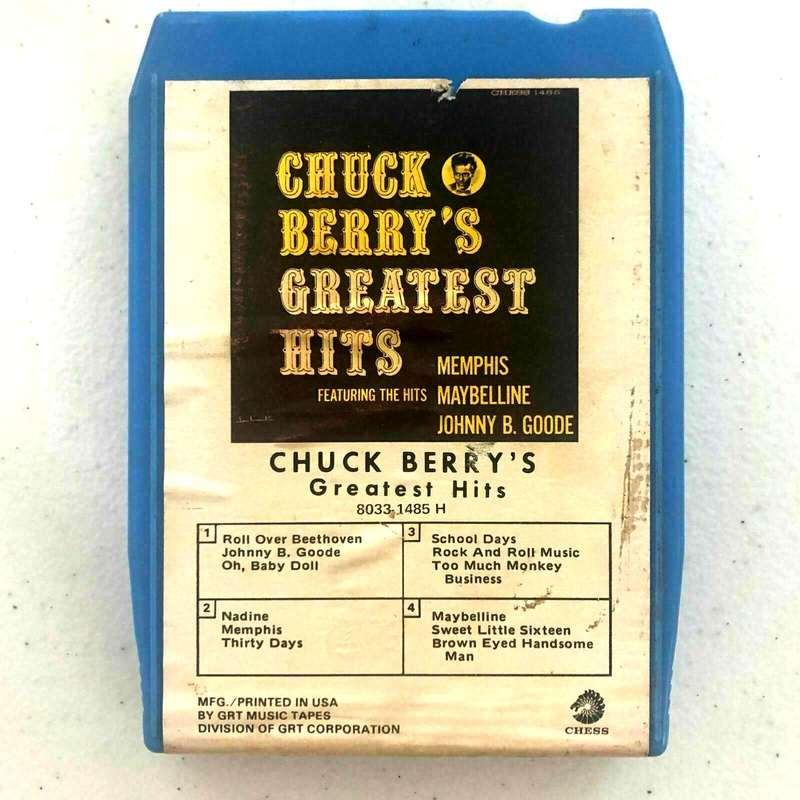 CHESS 1485
CHUCK
BERRY'S
GREATEST
HITS
FEATURING THE HITS
MEMPHIS
MAYBELLINE
JOHNNY B. GOODE
CHUCK BERRY'S
Greatest Hits
8033-1485 H
1
Roll Over Beethoven
Johnny B. Goode
Oh, Baby Doll
2
Nadine
Memphis
Thirty Days
3
School Days
Rock And Roll Music
Too Much Monkey
Business
4
Maybelline
Sweet Little Sixteen
Brown Eyed Handsome
Man
MFG./PRINTED IN USA
BY GRT MUSIC TAPES
DIVISION OF GRT CORPORATION
CHESS